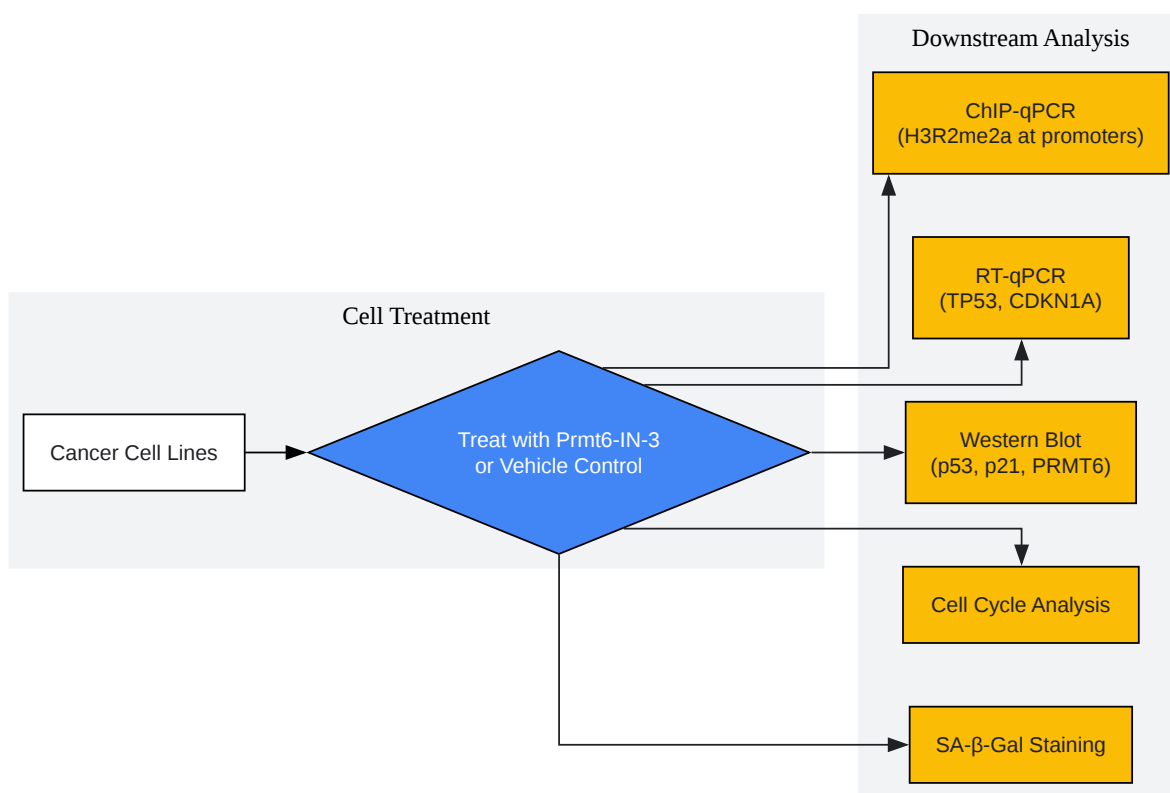 Downstream Analysis
ChIP-qPCR
(H3R2me2a at promoters)
RT-qPCR
(TP53, CDKN1A)
Cell Treatment
Cancer Cell Lines
Treat with Prmt6-IN-3
or Vehicle Control
Western Blot
(p53, p21, PRMT6)
Cell Cycle Analysis
SA-β-Gal Staining